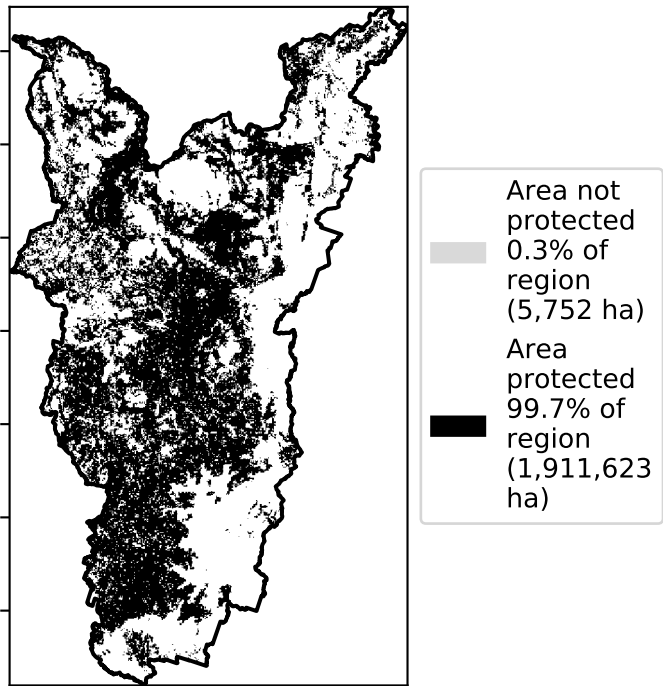 Area not
protected
0.3% of
region
(5,752 ha)
Area
protected
99.7% of
region
(1,911,623
ha)